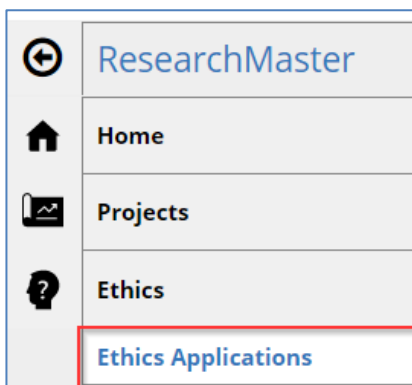 ResearchMaster
Home
Projects
Ethics
Ethics Applications